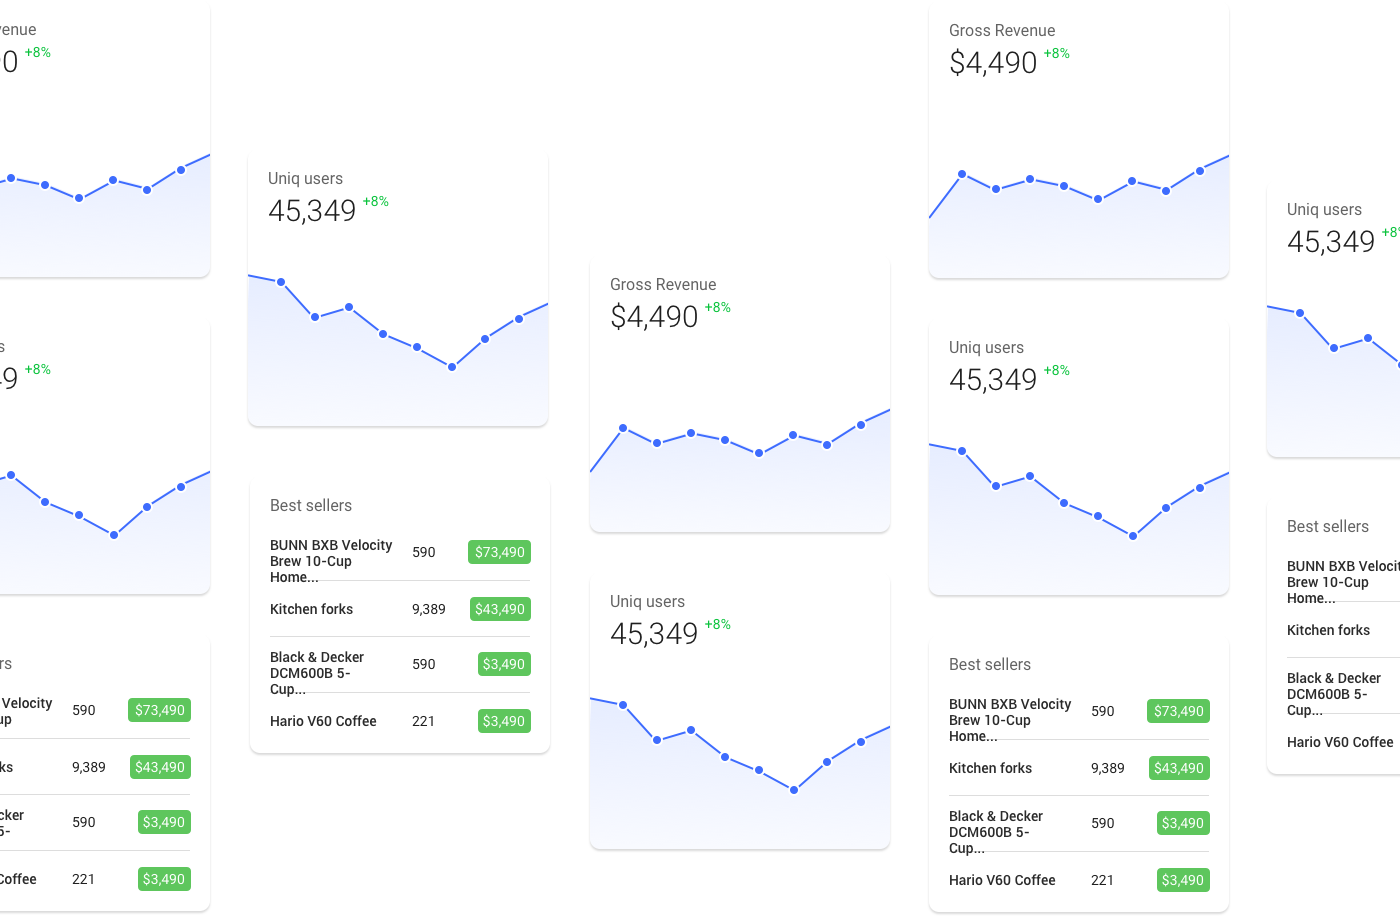 venue
0 +8%
s
9 +8%
rs
Velocity
up
590
$73,490
ks
9,389
$43,490
cker
5-
590
$3,490
Coffee
221
$3,490
Uniq users
45,349 +8%
Best sellers
BUNN BXB Velocity
Brew 10-Cup
Home...
590
$73,490
Kitchen forks
9,389
$43,490
Black & Decker
DCM600B 5-
Cup...
590
$3,490
Hario V60 Coffee
221
$3,490
Gross Revenue
$4,490 +8%
Uniq users
45,349 +8%
Gross Revenue
$4,490 +8%
Uniq users
45,349 +8%
Best sellers
BUNN BXB Velocity
Brew 10-Cup
Home...
590
$73,490
Kitchen forks
9,389
$43,490
Black & Decker
DCM600B 5-
Cup...
590
$3,490
Hario V60 Coffee
221
$3,490
Uniq users
45,349 +8
Best sellers
BUNN BXB Velocit
Brew 10-Cup
Home...
Kitchen forks
Black & Decker
DCM600B 5-
Cup...
Hario V60 Coffee